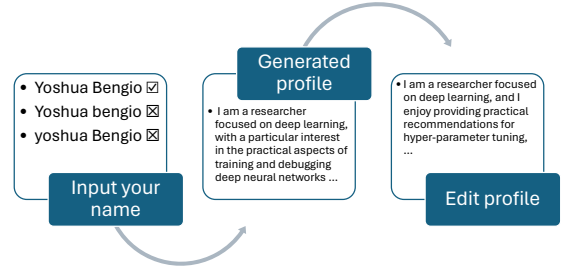 • Yoshua Bengio ☑
• Yoshua bengio ☒
• yoshua Bengio ☒
Input your
name
Generated
profile
• I am a researcher
focused on deep learning,
with a particular interest
in the practical aspects of
training and debugging
deep neural networks ...
• I am a researcher focused
on deep learning, and I
enjoy providing practical
recommendations for
hyper-parameter tuning,
...
Edit profile